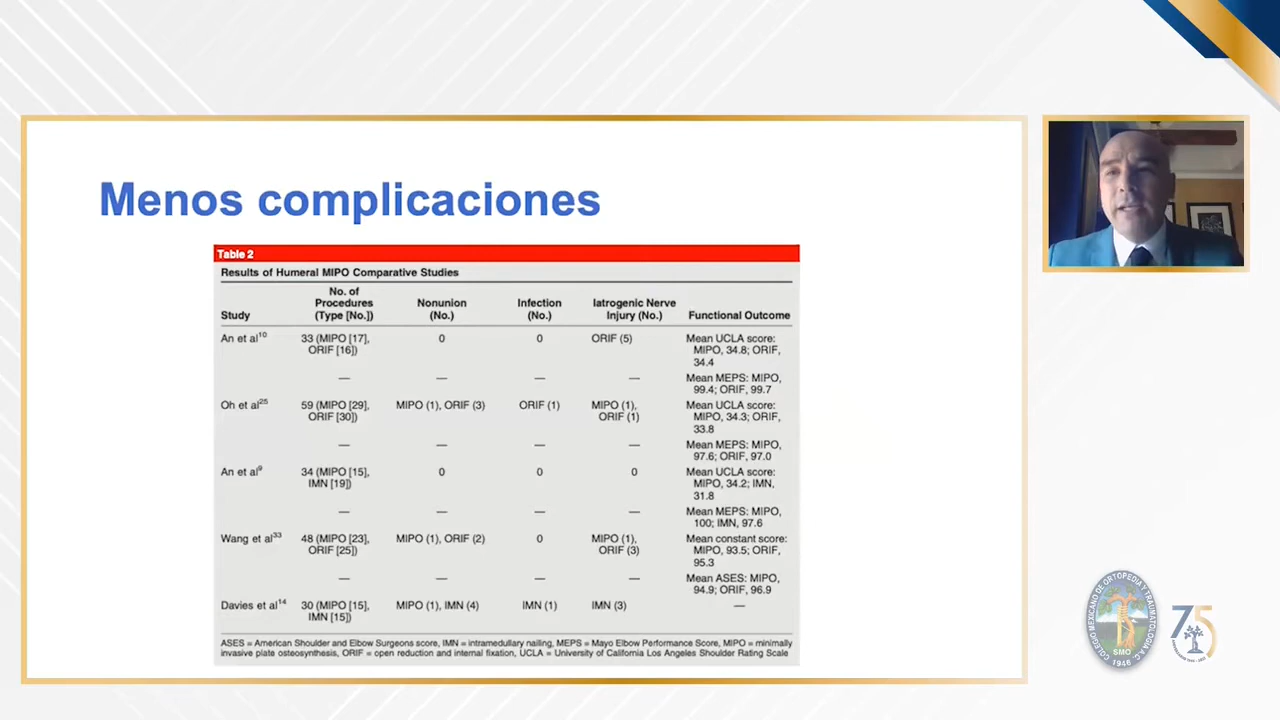 Menos complicaciones
Table 2
Results of Humeral MIPO Comparative Studies
Study
No. of
Procedures
(Type [No.])
Nonunion
(No.)
Infection
(No.)
Iatrogenic Nerve
Injury (No.)
Functional Outcome
An et al10
33 (MIPO [17],
ORIF [16])
0
0
ORIF (5)
Mean UCLA score:
MIPO, 34.8; ORIF,
34.4
— — — —
Mean MEPS: MIPO,
99.4; ORIF, 99.7
Oh et al25
59 (MIPO [29],
ORIF [30])
MIPO (1), ORIF (3)
ORIF (1)
MIPO (1),
ORIF (1)
Mean UCLA score:
MIPO, 34.3; ORIF,
33.8
— — — —
Mean MEPS: MIPO,
97.6; ORIF, 97.0
An et al9
34 (MIPO [15],
IMN [19])
0
0
0
Mean UCLA score:
MIPO, 34.2; IMN,
31.8
— — — —
Mean MEPS: MIPO,
100; IMN, 97.6
Wang et al33
48 (MIPO [23],
ORIF [25])
MIPO (1), ORIF (2)
0
MIPO (1),
ORIF (3)
Mean constant score:
MIPO, 93.5; ORIF,
95.3
— — — —
Mean ASES: MIPO,
94.9; ORIF, 96.9
Davies et al14
30 (MIPO [15],
IMN [15])
MIPO (1), IMN (4)
IMN (1)
IMN (3)
—
ASES = American Shoulder and Elbow Surgeons score, IMN = intramedullary nailing, MEPS = Mayo Elbow Performance Score, MIPO = minimally
invasive plate osteosynthesis, ORIF = open reduction and internal fixation, UCLA = University of California Los Angeles Shoulder Rating Scale
COLEGIO MEXICANO DE ORTOPEDIA Y TRAUMATOLOGIA A.C.
SMO
1946
75